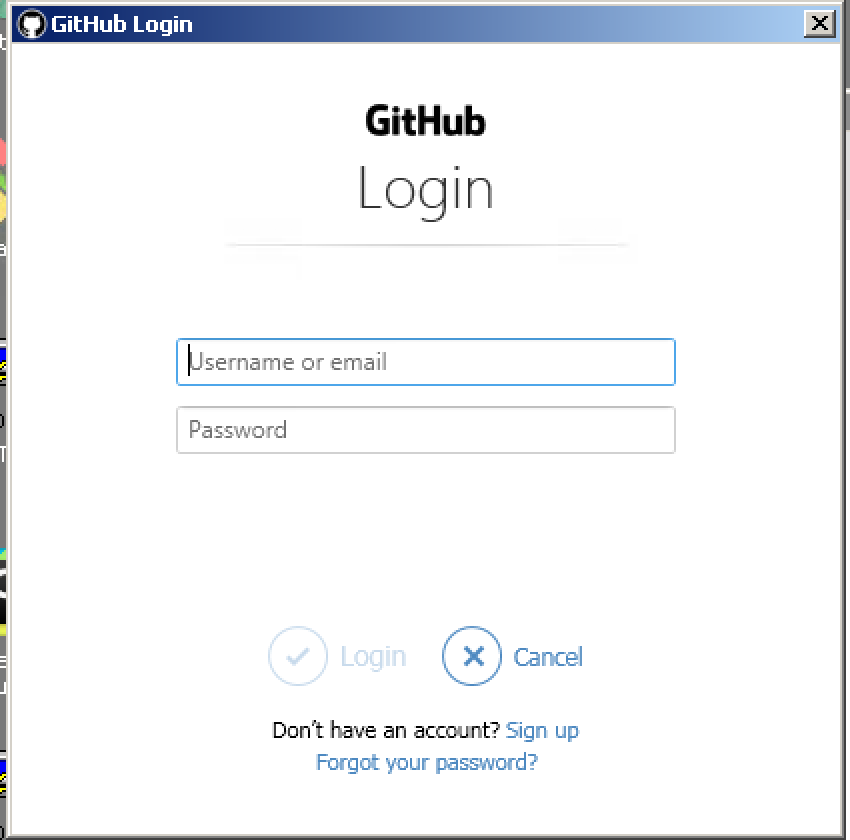 GitHub Login
GitHub
Login
Username or email
Password
Login
Cancel
Don't have an account? Sign up
Forgot your password?